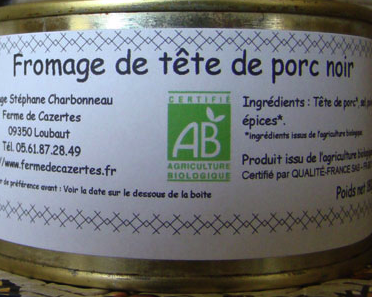 Fromage de tête de porc noir
Stéphane Charbonneau
Ferme de Cazertes
09350 Loubaut
Tél. 05.61.87.28.49
//www.fermedecazertes.fr
de préférence avant : Voir la date sur le dessous de la boite
CERTIFIÉ
AB
AGRICULTURE
BIOLOGIQUE
Ingrédients : Tête de porc*, sel,
épices*.
*ingrédients issus de l'agriculture biologique
Produit issu de l'agriculture
Certifié par QUALITÉ-FRANCE SAS
Poids net